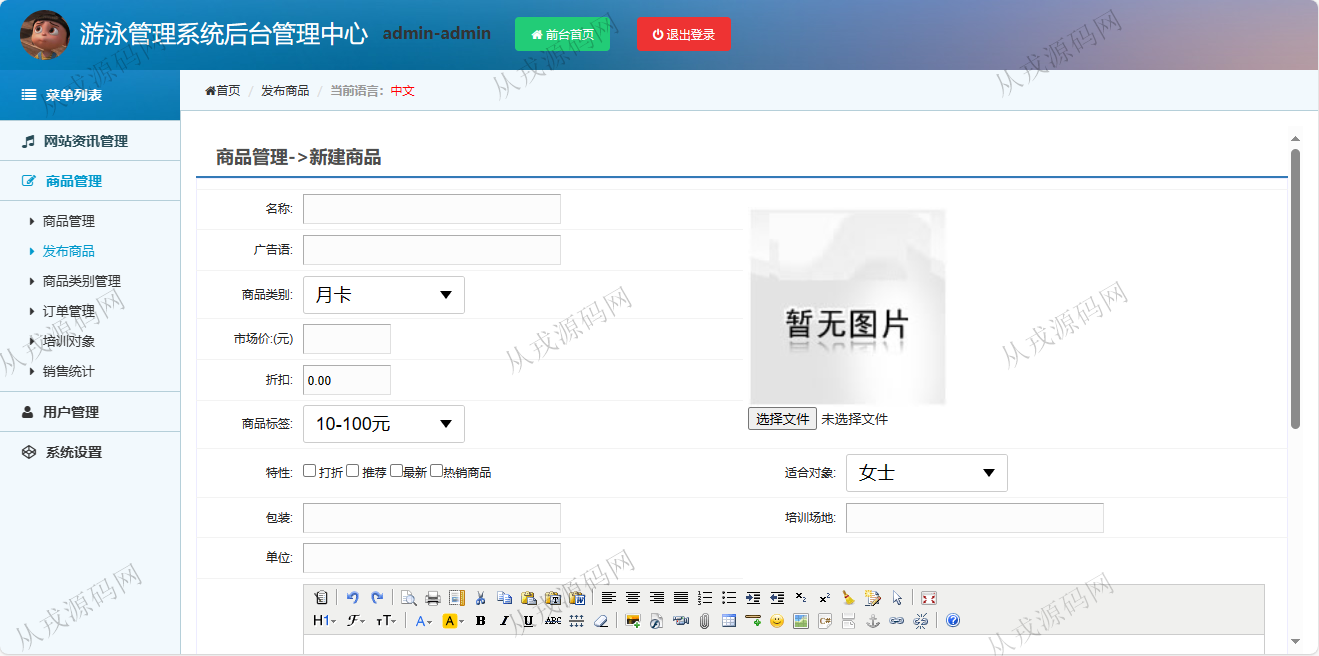 游泳管理系统后台管理中心 admin-admin 前台首页 退出登录
菜单列表
首页 / 发布商品 / 当前语言: 中文
网站资讯管理
商品管理
商品管理
发布商品
商品类别管理
订单管理
培训对象
销售统计
用户管理
系统设置
商品管理->新建商品
名称:
广告语:
商品类别: 月卡
市场价:(元)
折扣: 0.00
商品标签: 10-100元
暂无图片
选择文件 未选择文件
特性: 打折 推荐 最新 热销商品 适合对象: 女士
包装: 培训场地:
单位:
H1 F TT A A B I U ABC
从戎源码网
从戎源码网
从戎源码网
从戎源码网
从戎源码网
从戎源码网
从戎源码网
从戎源码网
从戎源码网